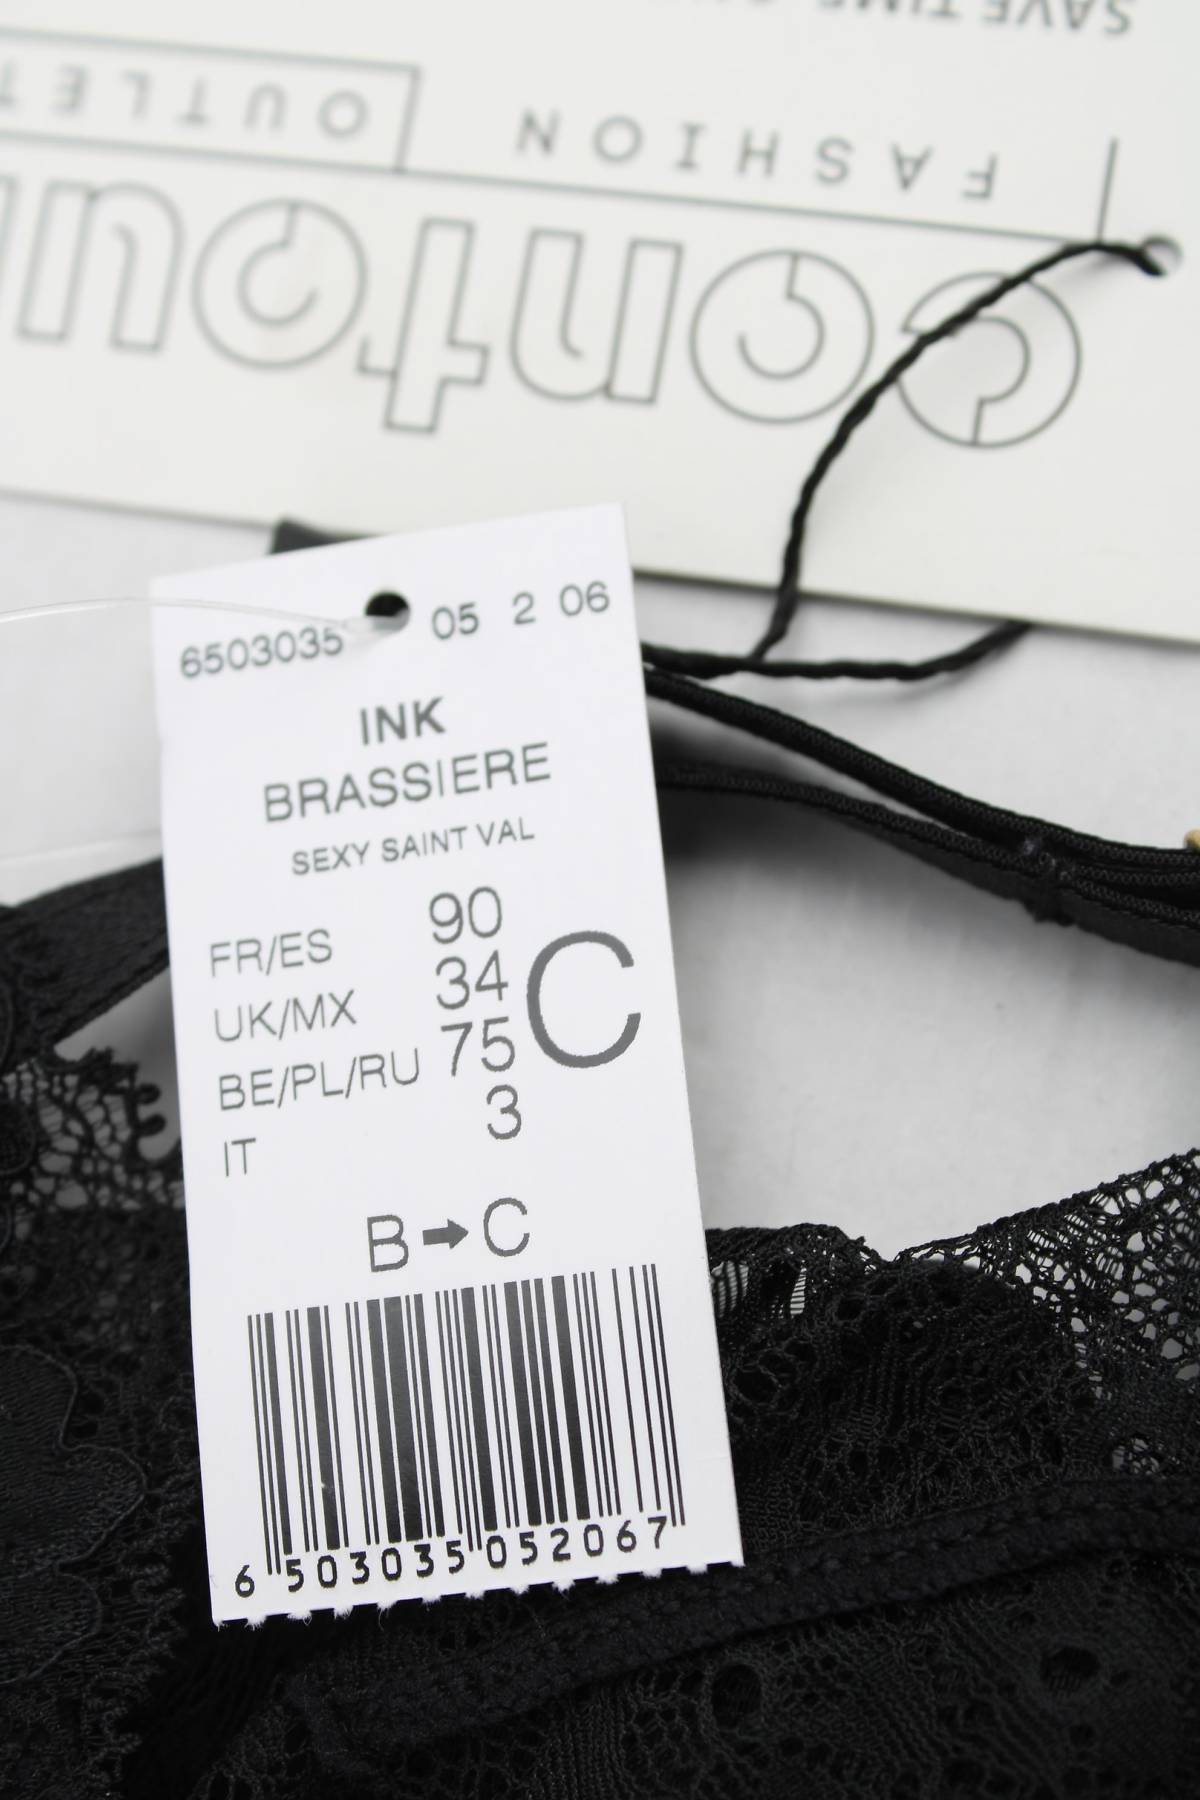 SAVE TIME
FASHION OUTLET
contou
6503035 05 2 06
INK
BRASSIERE
SEXY SAINT VAL
FR/ES 90
UK/MX 34
BE/PL/RU 75
IT 3
C
B → C
6 503035 052067